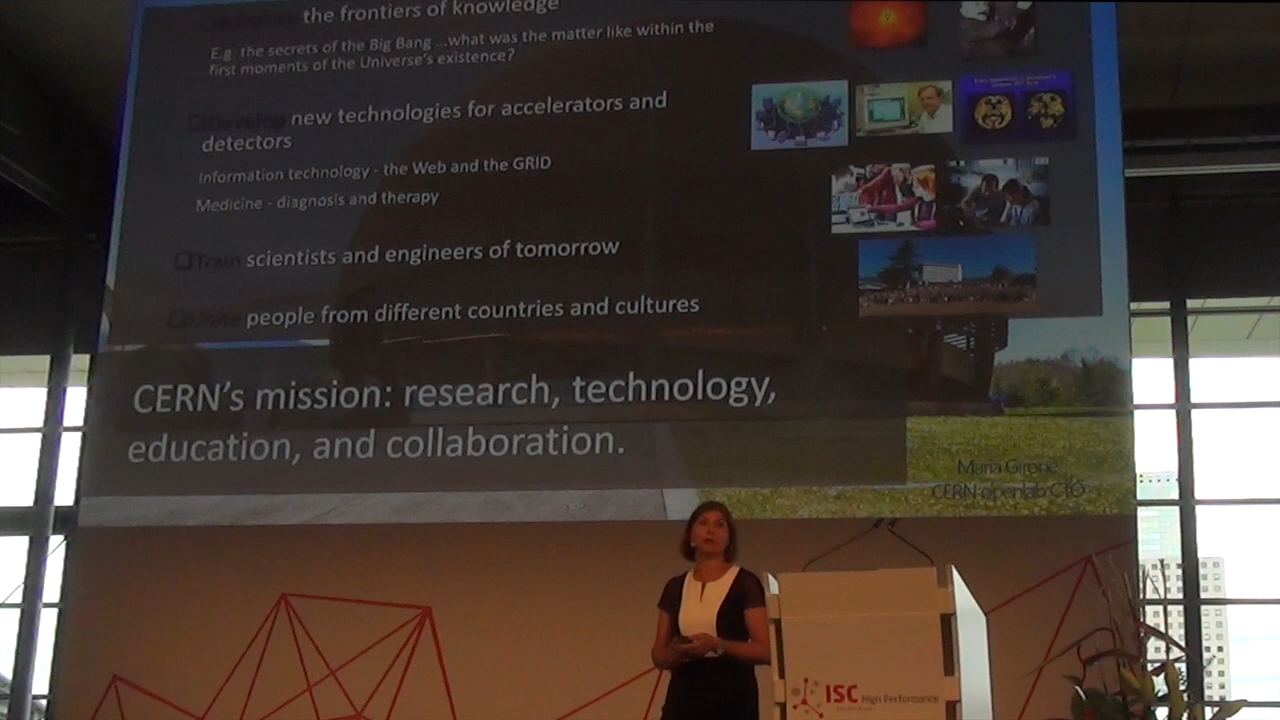 the frontiers of knowledge
E.g. the secrets of the Big Bang ...what was the matter like within the
first moments of the Universe's existence?
Develop new technologies for accelerators and
detectors
Information technology - the Web and the GRID
Medicine - diagnosis and therapy
Train scientists and engineers of tomorrow
Unite people from different countries and cultures
CERN's mission: research, technology,
education, and collaboration.
Maria Girone
CERN openlab CTO
ISC High Performance